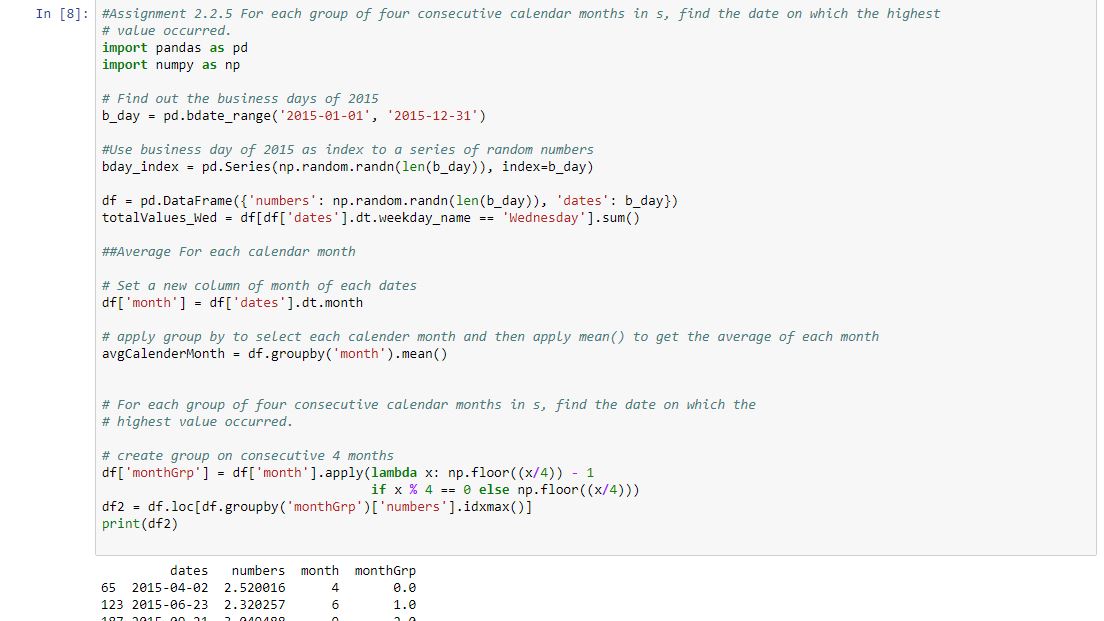 In [8]: #Assignment 2.2.5 For each group of four consecutive calendar months in s, find the date on which the highest
# value occurred.
import pandas as pd
import numpy as np
# Find out the business days of 2015
b_day = pd.bdate_range('2015-01-01', '2015-12-31')
#Use business day of 2015 as index to a series of random numbers
bday_index = pd.Series(np.random.randn(len(b_day)), index=b_day)
df = pd.DataFrame({'numbers': np.random.randn(len(b_day)), 'dates': b_day})
totalValues_Wed = df[df['dates'].dt.weekday_name == 'Wednesday'].sum()
##Average For each calendar month
# Set a new column of month of each dates
df['month'] = df['dates'].dt.month
# apply group by to select each calender month and then apply mean() to get the average of each month
avgCalenderMonth = df.groupby('month').mean()
# For each group of four consecutive calendar months in s, find the date on which the
# highest value occurred.
# create group on consecutive 4 months
df['monthGrp'] = df['month'].apply(lambda x: np.floor((x/4)) - 1
if x % 4 == 0 else np.floor((x/4)))
df2 = df.loc[df.groupby('monthGrp')['numbers'].idxmax()]
print(df2)
dates numbers month monthGrp
65 2015-04-02 2.520016 4 0.0
123 2015-06-23 2.320257 6 1.0